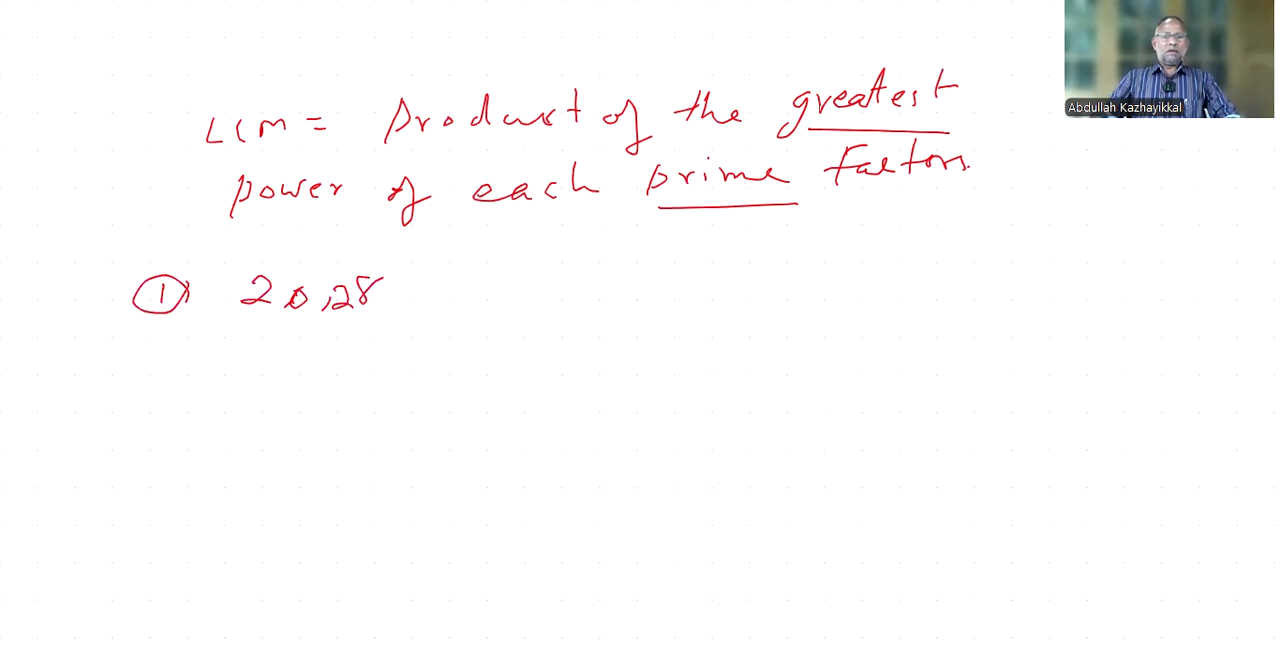 Abdullah Kazhayikkal
LCM = Product of the greatest
power of each prime factors.
① 20,28